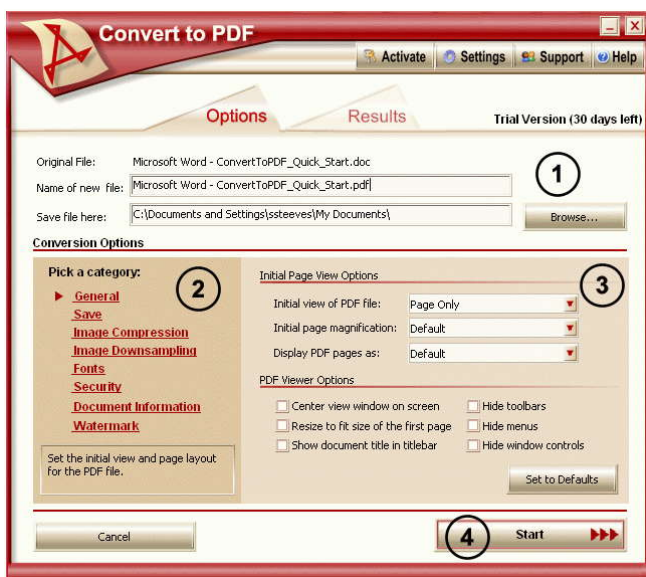 Convert to PDF
Activate Settings Support Help
Options Results Trial Version (30 days left)
Original File: Microsoft Word - ConvertToPDF_Quick_Start.doc
1
Name of new file: Microsoft Word - ConvertToPDF_Quick_Start.pdf
Save file here: C:\Documents and Settings\ssteeves\My Documents\ Browse...
Conversion Options
Pick a category:
2
General
Save
Image Compression
Image Downsampling
Fonts
Security
Document Information
Watermark
Set the initial view and page layout
for the PDF file.
Initial Page View Options
3
Initial view of PDF file: Page Only
Initial page magnification: Default
Display PDF pages as: Default
PDF Viewer Options
Center view window on screen Hide toolbars
Resize to fit size of the first page Hide menus
Show document title in titlebar Hide window controls
Set to Defaults
Cancel
4 Start